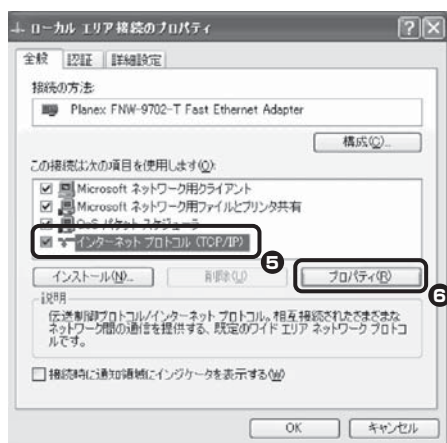 ローカル エリア接続のプロパティ
全般 認証 詳細設定
接続の方法:
Planex FNW-9702-T Fast Ethernet Adapter
構成(C)...
この接続は次の項目を使用します(O):
Microsoft ネットワーク用クライアント
Microsoft ネットワーク用ファイルとプリンタ共有
QoS パケット スケジューラ
インターネット プロトコル (TCP/IP)
❺
インストール(N)... 削除(U) プロパティ(R)
❻
説明
伝送制御プロトコル/インターネット プロトコル。相互接続されたさまざまな
ネットワーク間の通信を提供する、既定のワイド エリア ネットワーク プロトコ
ルです。
接続時に通知領域にインジケータを表示する(W)
OK キャンセル